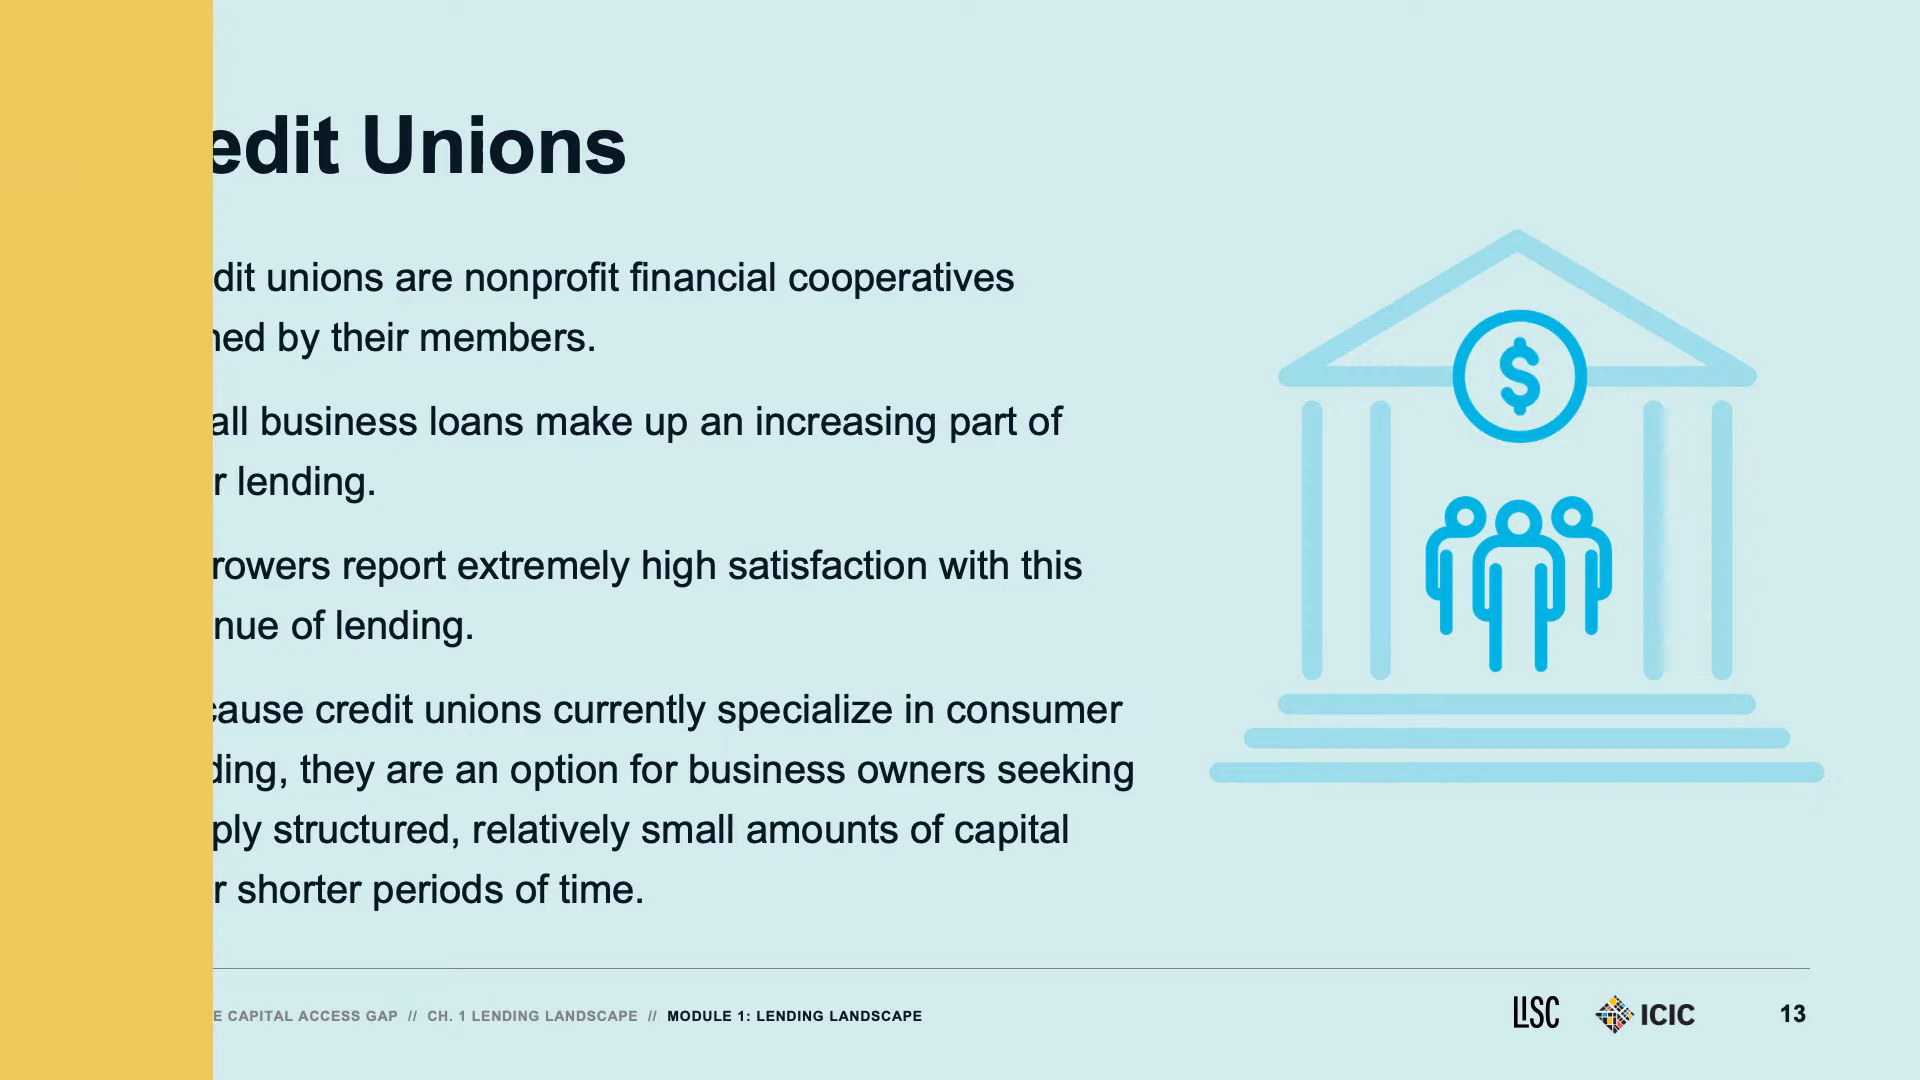 edit Unions
dit unions are nonprofit financial cooperatives
ned by their members.
all business loans make up an increasing part of
r lending.
rowers report extremely high satisfaction with this
nue of lending.
cause credit unions currently specialize in consumer
ding, they are an option for business owners seeking
ply structured, relatively small amounts of capital
r shorter periods of time.
$
E CAPITAL ACCESS GAP // CH. 1 LENDING LANDSCAPE // MODULE 1: LENDING LANDSCAPE
LISC ICIC 13